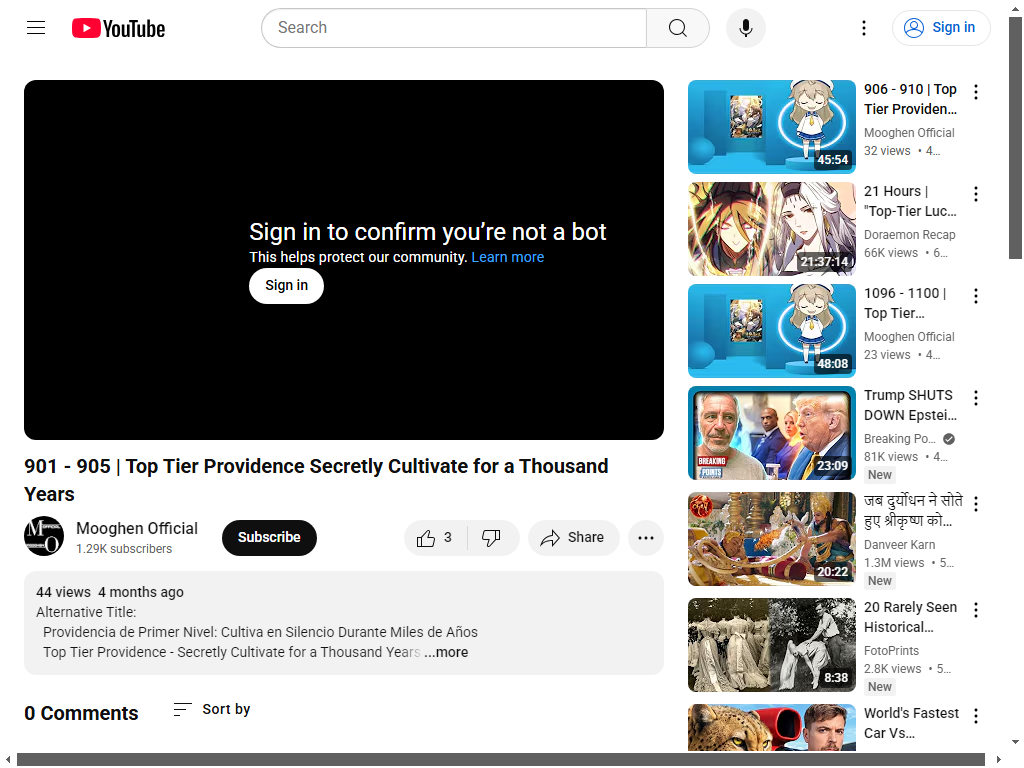 YouTube
Search
Sign in
Sign in to confirm you’re not a bot
This helps protect our community. Learn more
Sign in
901 - 905 | Top Tier Providence Secretly Cultivate for a Thousand
Years
Mooghen Official
1.29K subscribers
Subscribe
3
Share
44 views 4 months ago
Alternative Title:
Providencia de Primer Nivel: Cultiva en Silencio Durante Miles de Años
Top Tier Providence - Secretly Cultivate for a Thousand Years ...more
0 Comments
Sort by
45:54
906 - 910 | Top
Tier Providen...
Mooghen Official
32 views • 4...
21:37:14
21 Hours |
"Top-Tier Luc...
Doraemon Recap
66K views • 6...
48:08
1096 - 1100 |
Top Tier...
Mooghen Official
23 views • 4...
BREAKING
POINTS
23:09
Trump SHUTS
DOWN Epstei...
Breaking Po...
81K views • 4...
New
20:22
जब दुर्योधन ने सोते
हुए श्रीकृष्ण को...
Danveer Karn
1.3M views • 5...
New
8:38
20 Rarely Seen
Historical...
FotoPrints
2.8K views • 5...
New
World's Fastest
Car Vs...